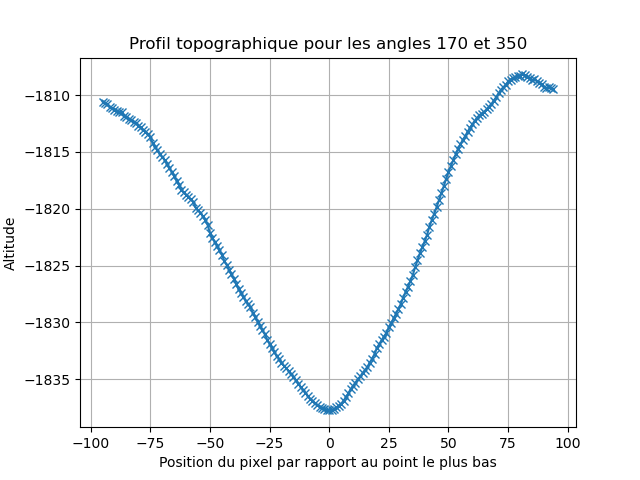 Profil topographique pour les angles 170 et 350
Altitude
−1810
−1815
−1820
−1825
−1830
−1835
−100 −75 −50 −25 0 25 50 75 100
Position du pixel par rapport au point le plus bas